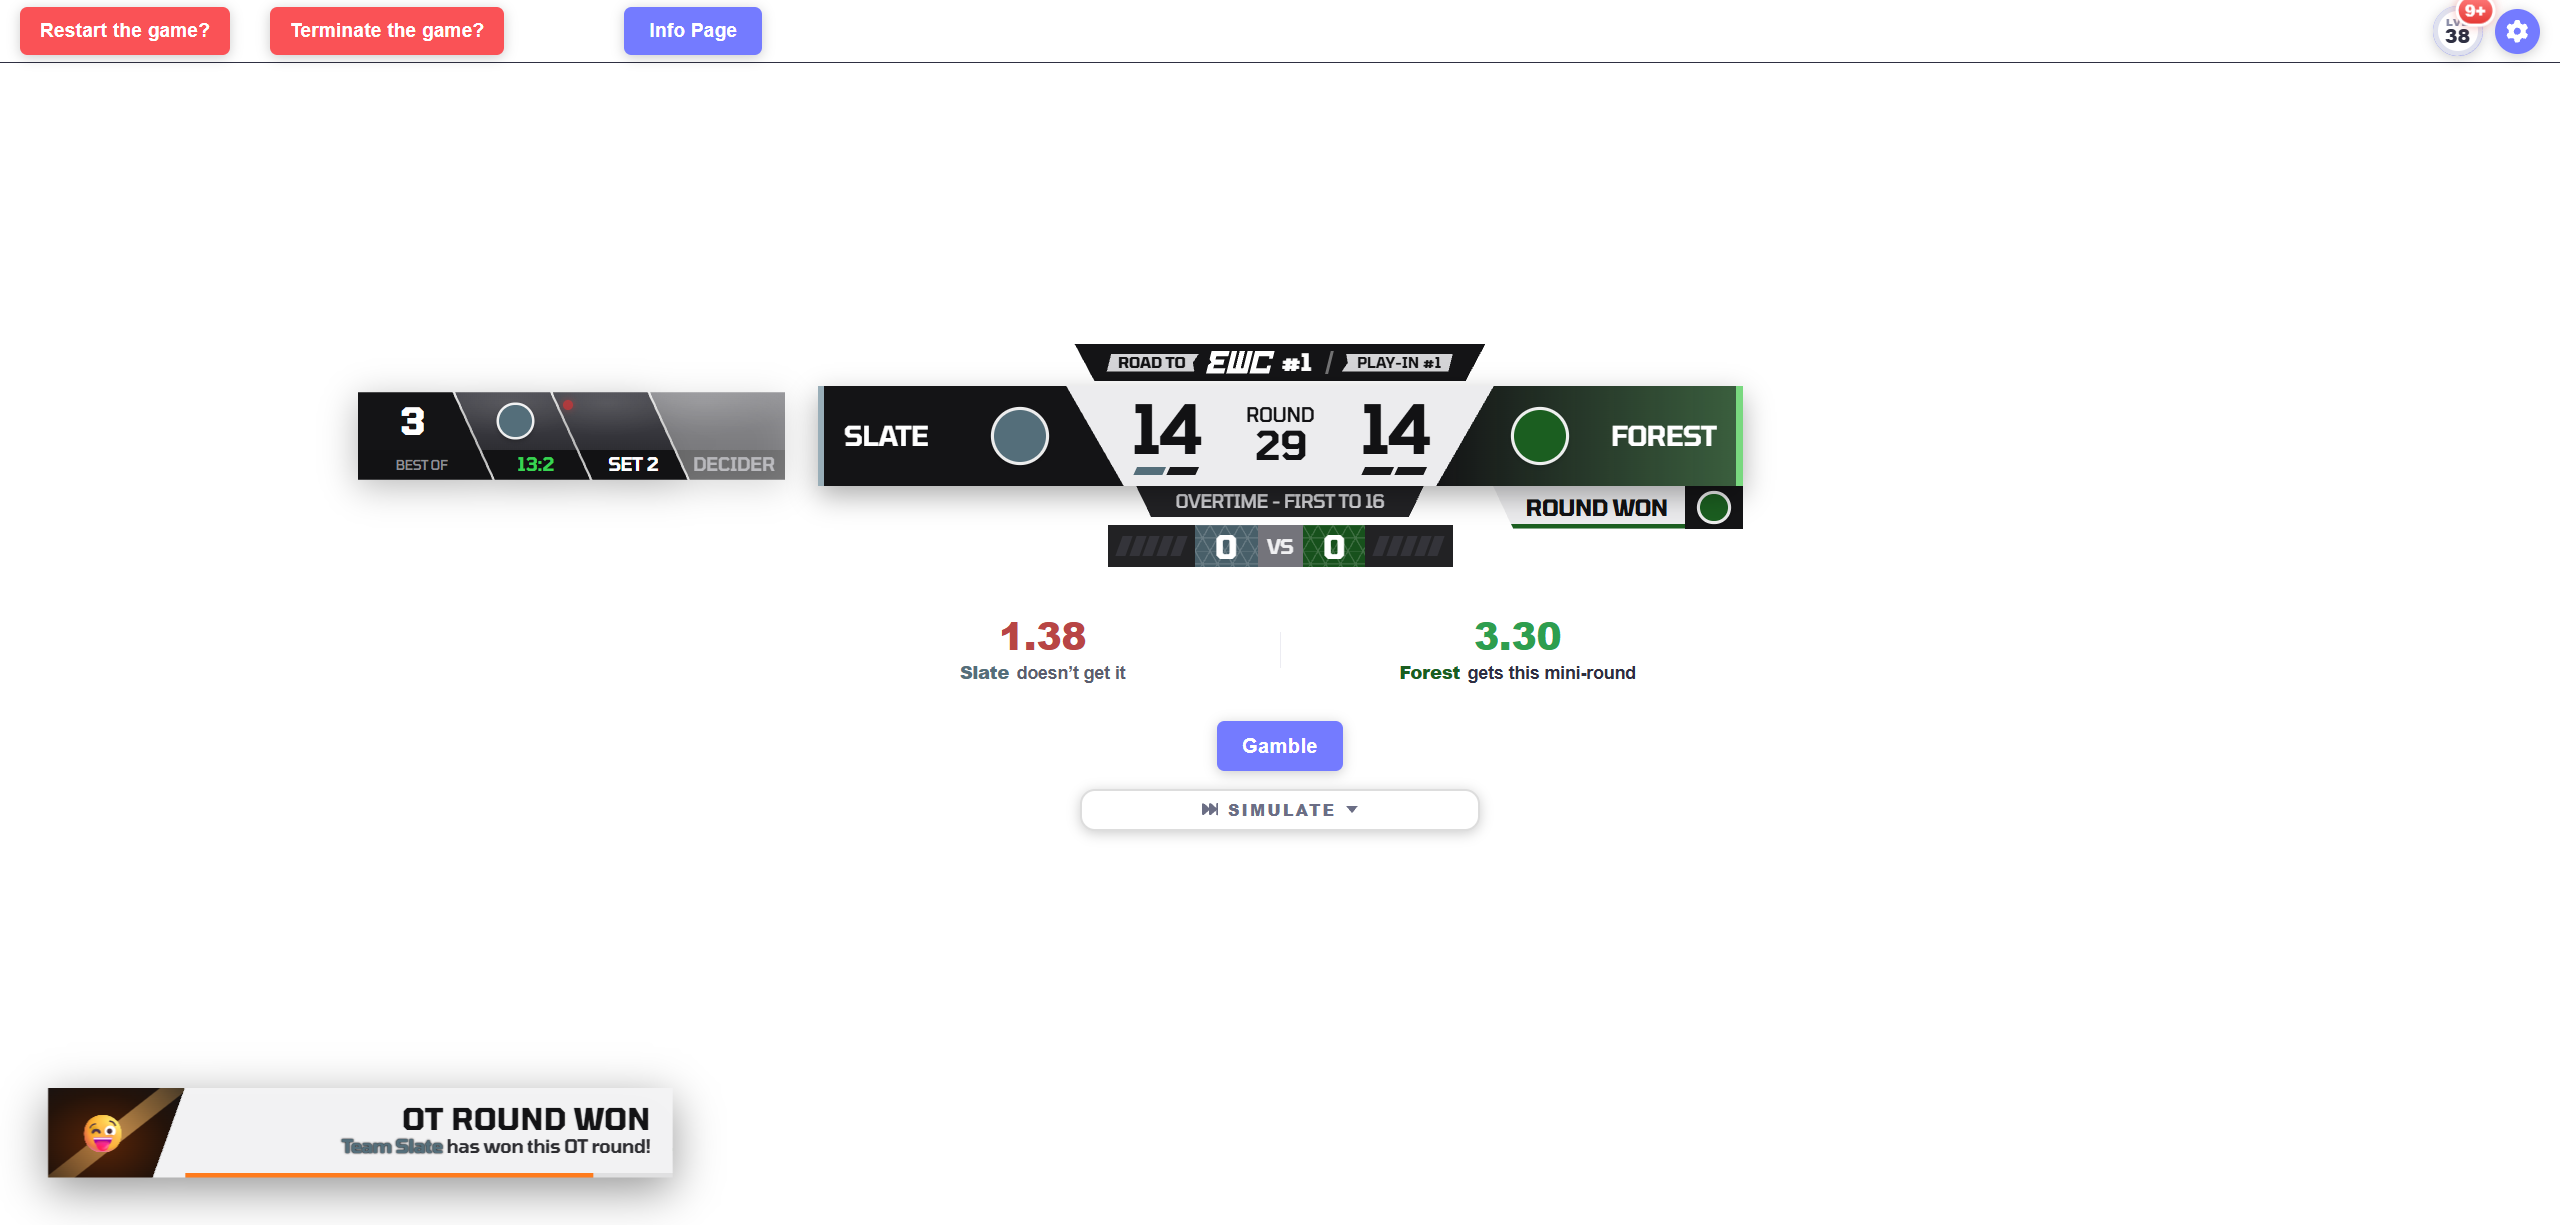 Restart the game?
Terminate the game?
Info Page
9+
LV
38
ROAD TO EWC #1 / PLAY-IN #1
3
BEST OF
13:2
SET 2
DECIDER
SLATE
14
ROUND
29
14
FOREST
OVERTIME - FIRST TO 16
ROUND WON
0 VS 0
1.38
Slate doesn’t get it
3.30
Forest gets this mini-round
Gamble
SIMULATE
OT ROUND WON
Team Slate has won this OT round!